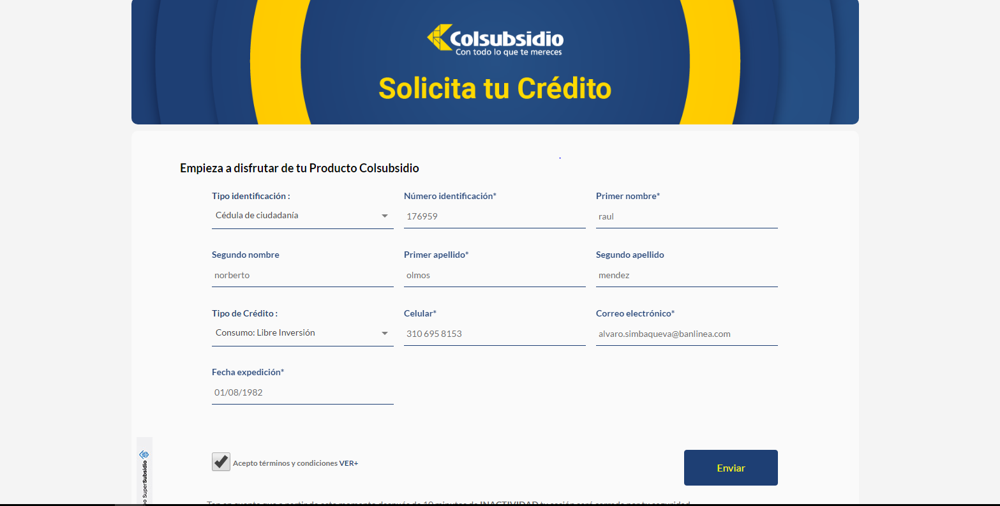 Colsubsidio
Con todo lo que te mereces
Solicita tu Crédito
Empieza a disfrutar de tu Producto Colsubsidio
Tipo identificación :
Número identificación*
Primer nombre*
Cédula de ciudadanía
176959
raul
Segundo nombre
Primer apellido*
Segundo apellido
norberto
olmos
mendez
Tipo de Crédito :
Celular*
Correo electrónico*
Consumo: Libre Inversión
310 695 8153
alvaro.simbaqueva@banlinea.com
Fecha expedición*
01/08/1982
SuperSubsidio
Acepto términos y condiciones VER+
Enviar
Ten en cuenta que a partir de este momento después de 10 minutos de INACTIVIDAD tu sesión será cerrada por tu seguridad